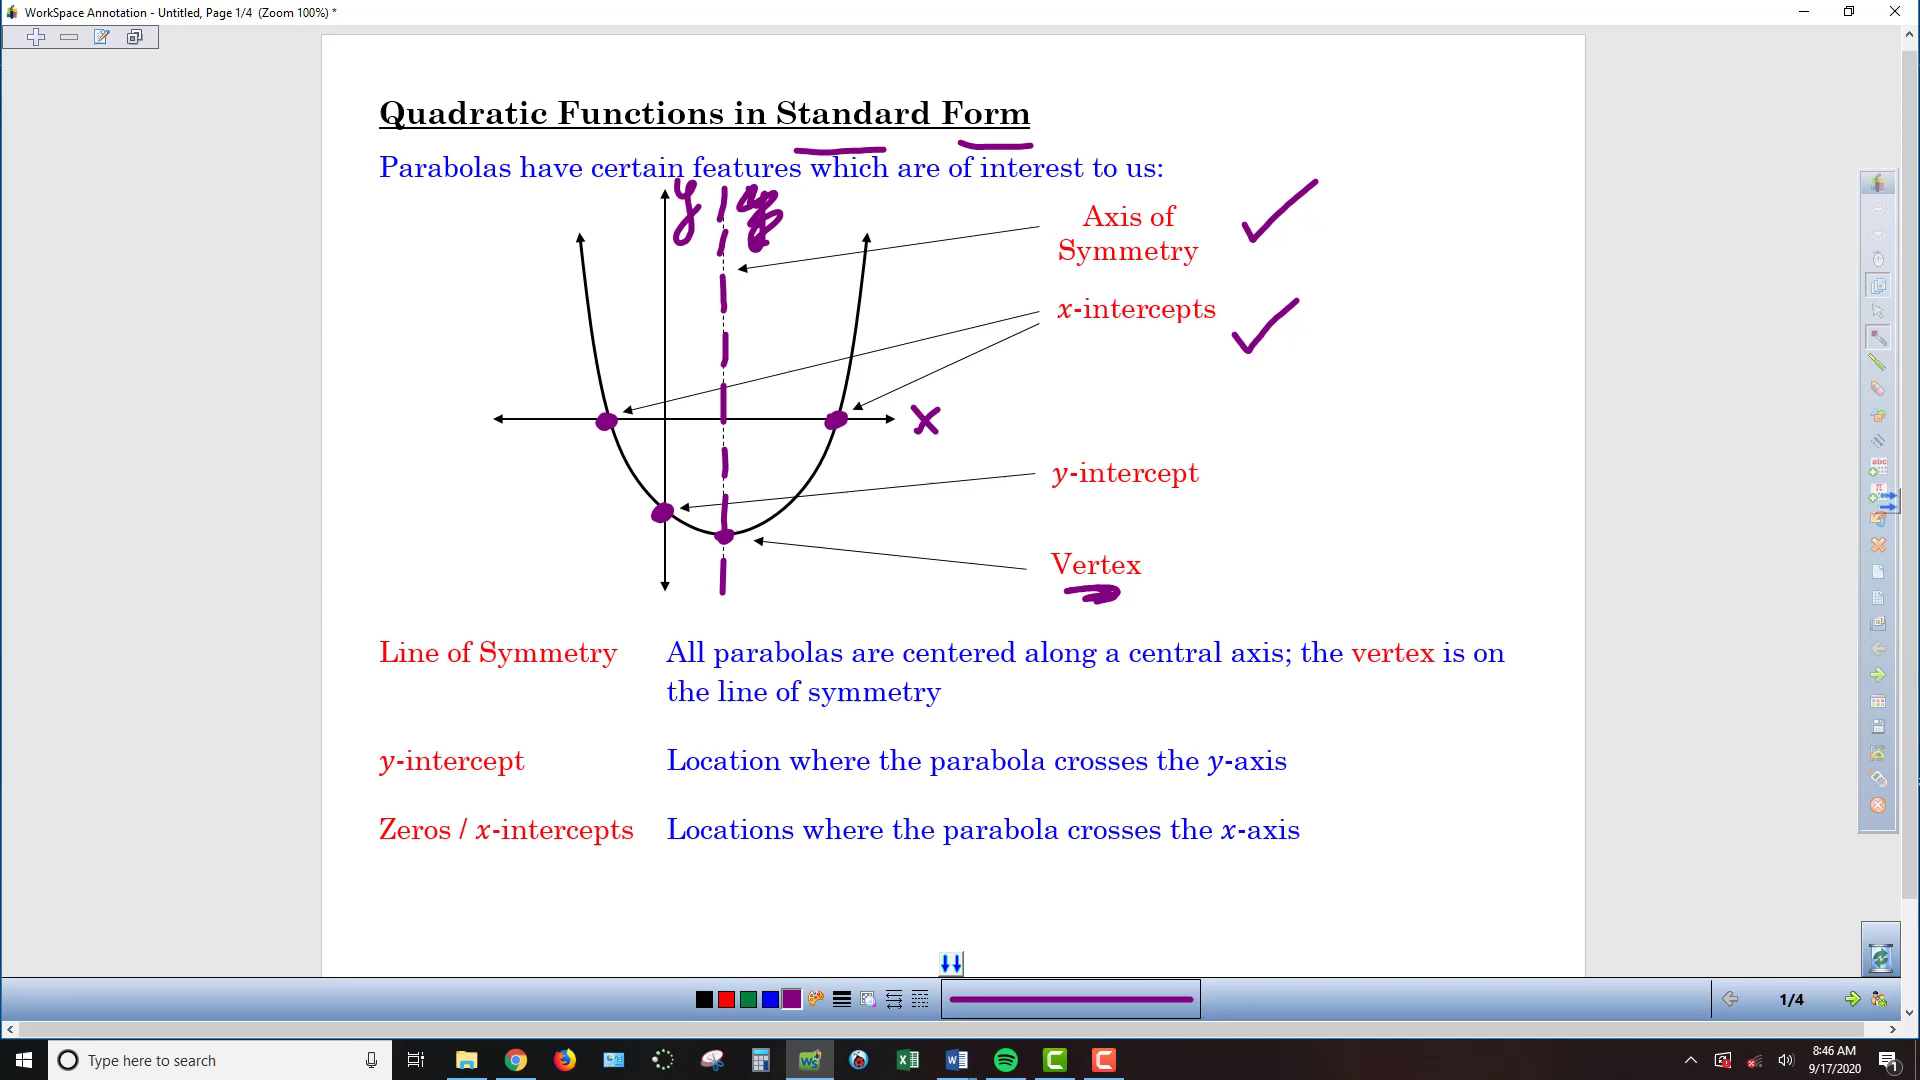 WorkSpace Annotation - Untitled, Page 1/4 (Zoom 100%) *
Quadratic Functions in Standard Form
Parabolas have certain features which are of interest to us:
y
Axis of
Symmetry
x-intercepts
x
y-intercept
Vertex
Line of Symmetry All parabolas are centered along a central axis; the vertex is on
the line of symmetry
y-intercept Location where the parabola crosses the y-axis
Zeros / x-intercepts Locations where the parabola crosses the x-axis
abc
π
1/4
Type here to search
8:46 AM
9/17/2020
1